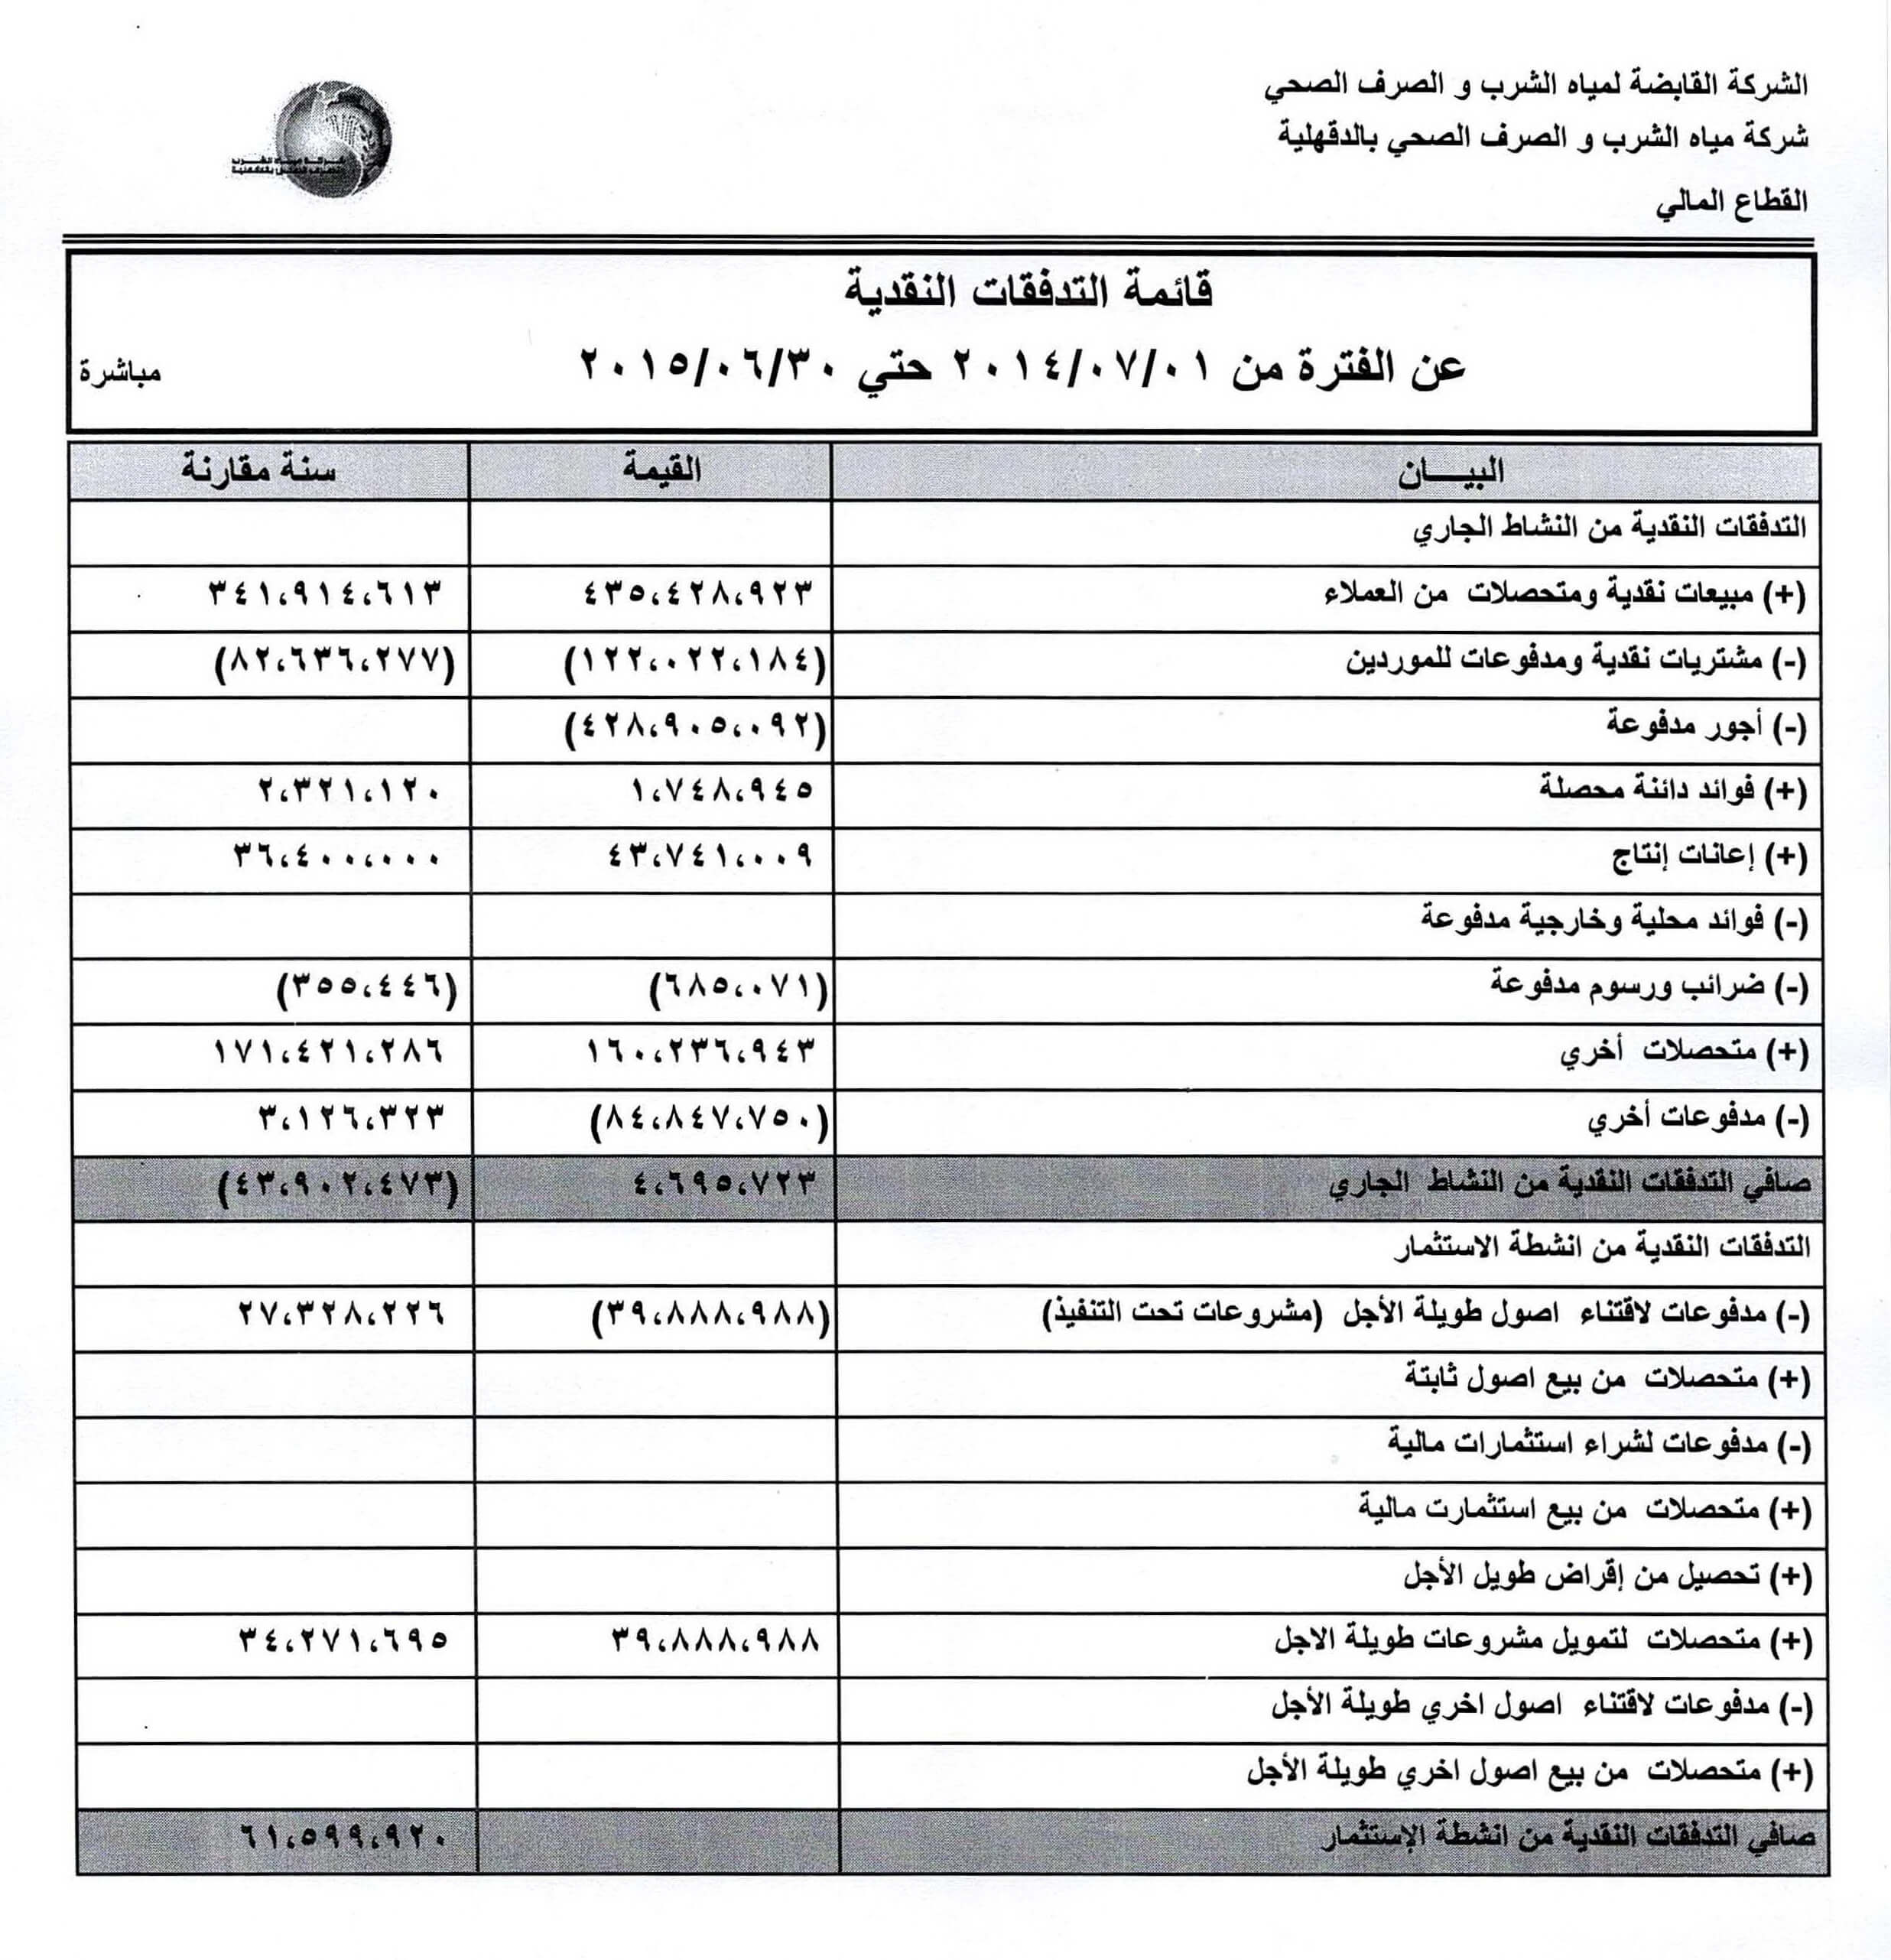 الشركة القابضة لمياه الشرب و الصرف الصحي
شركة مياه الشرب و الصرف الصحي بالدقهلية
القطاع المالي
قائمة التدفقات النقدية
عن الفترة من ٢٠١٤/٠٧/٠١ حتي ٢٠١٥/٠٦/٣٠
مباشرة
البيـــان القيمة سنة مقارنة
التدفقات النقدية من النشاط الجاري
(+) مبيعات نقدية ومتحصلات من العملاء ٤٣٥،٤٢٨،٩٢٣ ٣٤١،٩١٤،٦١٣
(-) مشتريات نقدية ومدفوعات للموردين (١٢٢،٠٢٢،١٨٤) (٨٢،٦٣٦،٢٧٧)
(-) أجور مدفوعة (٤٢٨،٩٠٥،٠٩٢)
(+) فوائد دائنة محصلة ١،٧٤٨،٩٤٥ ٢،٣٢١،١٢٠
(+) إعانات إنتاج ٤٣،٧٤١،٠٠٩ ٣٦،٤٠٠،٠٠٠
(-) فوائد محلية وخارجية مدفوعة
(-) ضرائب ورسوم مدفوعة (٦٨٥،٠٧١) (٣٥٥،٤٤٦)
(+) متحصلات أخري ١٦٠،٢٣٦،٩٤٣ ١٧١،٤٢١،٢٨٦
(-) مدفوعات أخري (٨٤،٨٤٧،٧٥٠) ٣،١٢٦،٣٢٣
صافي التدفقات النقدية من النشاط الجاري ٤،٦٩٥،٧٢٣ (٤٣،٩٠٢،٤٧٣)
التدفقات النقدية من انشطة الاستثمار
(-) مدفوعات لاقتناء اصول طويلة الأجل (مشروعات تحت التنفيذ) (٣٩،٨٨٨،٩٨٨) ٢٧،٣٢٨،٢٢٦
(+) متحصلات من بيع اصول ثابتة
(-) مدفوعات لشراء استثمارات مالية
(+) متحصلات من بيع استثمارت مالية
(+) تحصيل من إقراض طويل الأجل
(+) متحصلات لتمويل مشروعات طويلة الاجل ٣٩،٨٨٨،٩٨٨ ٣٤،٢٧١،٦٩٥
(-) مدفوعات لاقتناء اصول اخري طويلة الأجل
(+) متحصلات من بيع اصول اخري طويلة الأجل
صافي التدفقات النقدية من انشطة الإستثمار ٦١،٥٩٩،٩٢٠